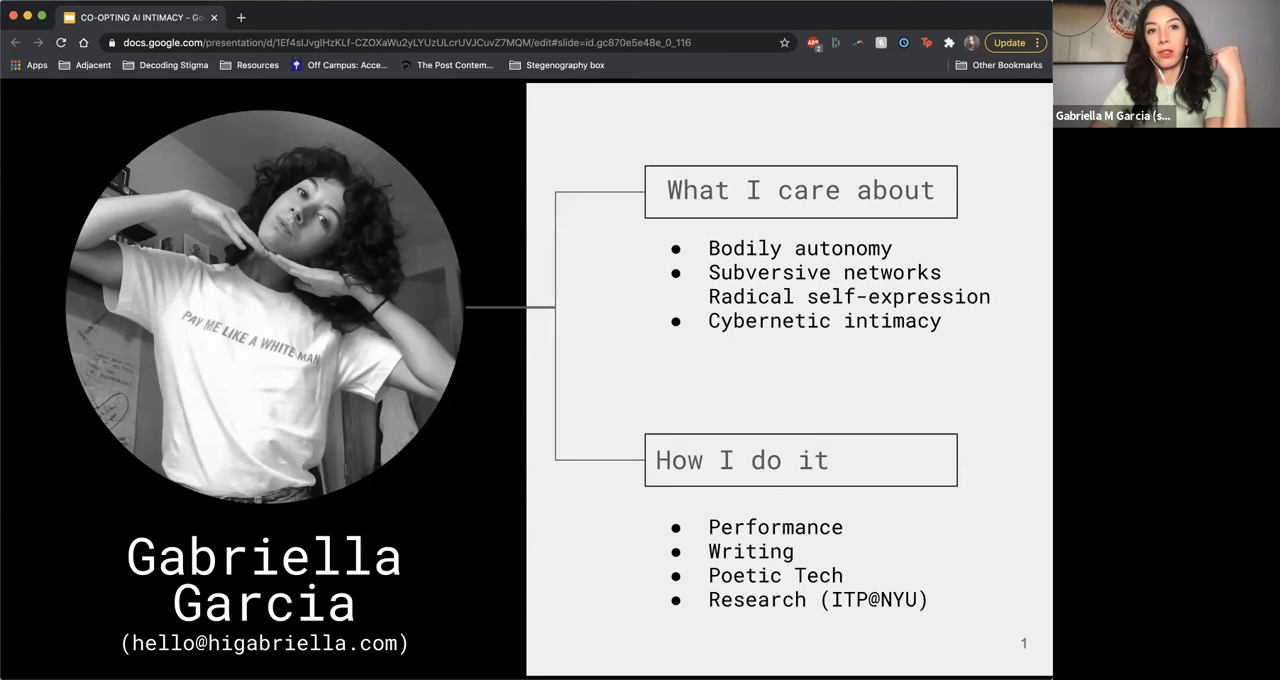 CO-OPTING AI INTIMACY - Go
docs.google.com/presentation/d/1Ef4sIJvgIHzKLf-CZOXaWu2yLYUzULcrUVJCuvZ7MQM/edit#slide=id.gc870e5e48e_0_116
ABP
2
Update
Apps
Adjacent
Decoding Stigma
Resources
Off Campus: Acce...
The Post Contem...
Stegenography box
Other Bookmarks
Gabriella M Garcia (s...
PAY ME LIKE A WHITE MAN
Gabriella
Garcia
(hello@higabriella.com)
What I care about
● Bodily autonomy
● Subversive networks
Radical self-expression
● Cybernetic intimacy
How I do it
● Performance
● Writing
● Poetic Tech
● Research (ITP@NYU)
1